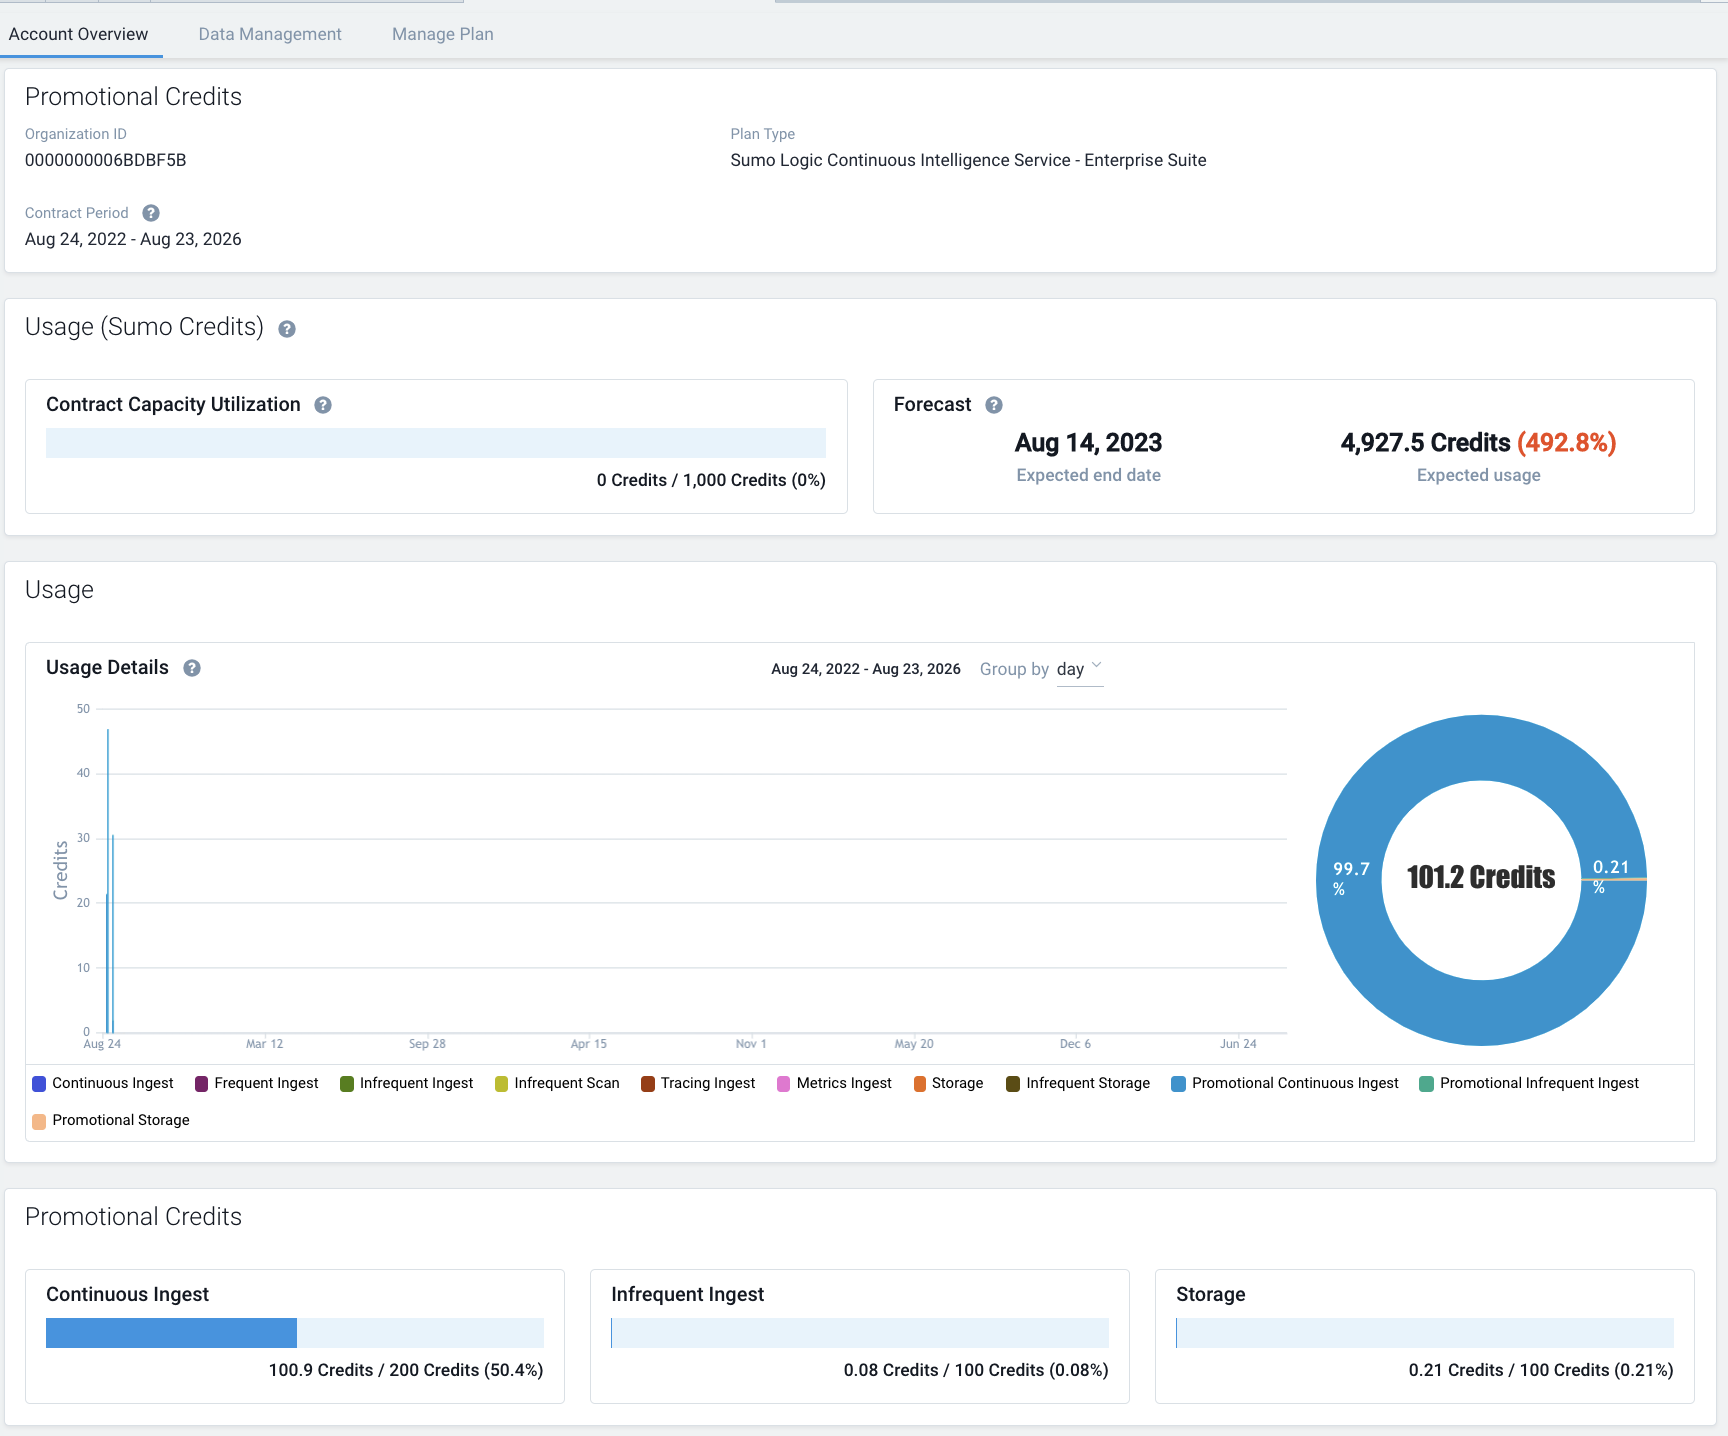 Account Overview Data Management Manage Plan
Promotional Credits
Organization ID Plan Type
0000000006BDBF5B Sumo Logic Continuous Intelligence Service - Enterprise Suite
Contract Period ?
Aug 24, 2022 - Aug 23, 2026
Usage (Sumo Credits) ?
Contract Capacity Utilization ?
0 Credits / 1,000 Credits (0%)
Forecast ?
Aug 14, 2023 4,927.5 Credits (492.8%)
Expected end date Expected usage
Usage
Usage Details ? Aug 24, 2022 - Aug 23, 2026 Group by day
50
40
30
20
10
0
Credits
Aug 24 Mar 12 Sep 28 Apr 15 Nov 1 May 20 Dec 6 Jun 24
99.7
%
101.2 Credits
0.21
%
Continuous Ingest Frequent Ingest Infrequent Ingest Infrequent Scan Tracing Ingest Metrics Ingest Storage Infrequent Storage Promotional Continuous Ingest Promotional Infrequent Ingest
Promotional Storage
Promotional Credits
Continuous Ingest
100.9 Credits / 200 Credits (50.4%)
Infrequent Ingest
0.08 Credits / 100 Credits (0.08%)
Storage
0.21 Credits / 100 Credits (0.21%)